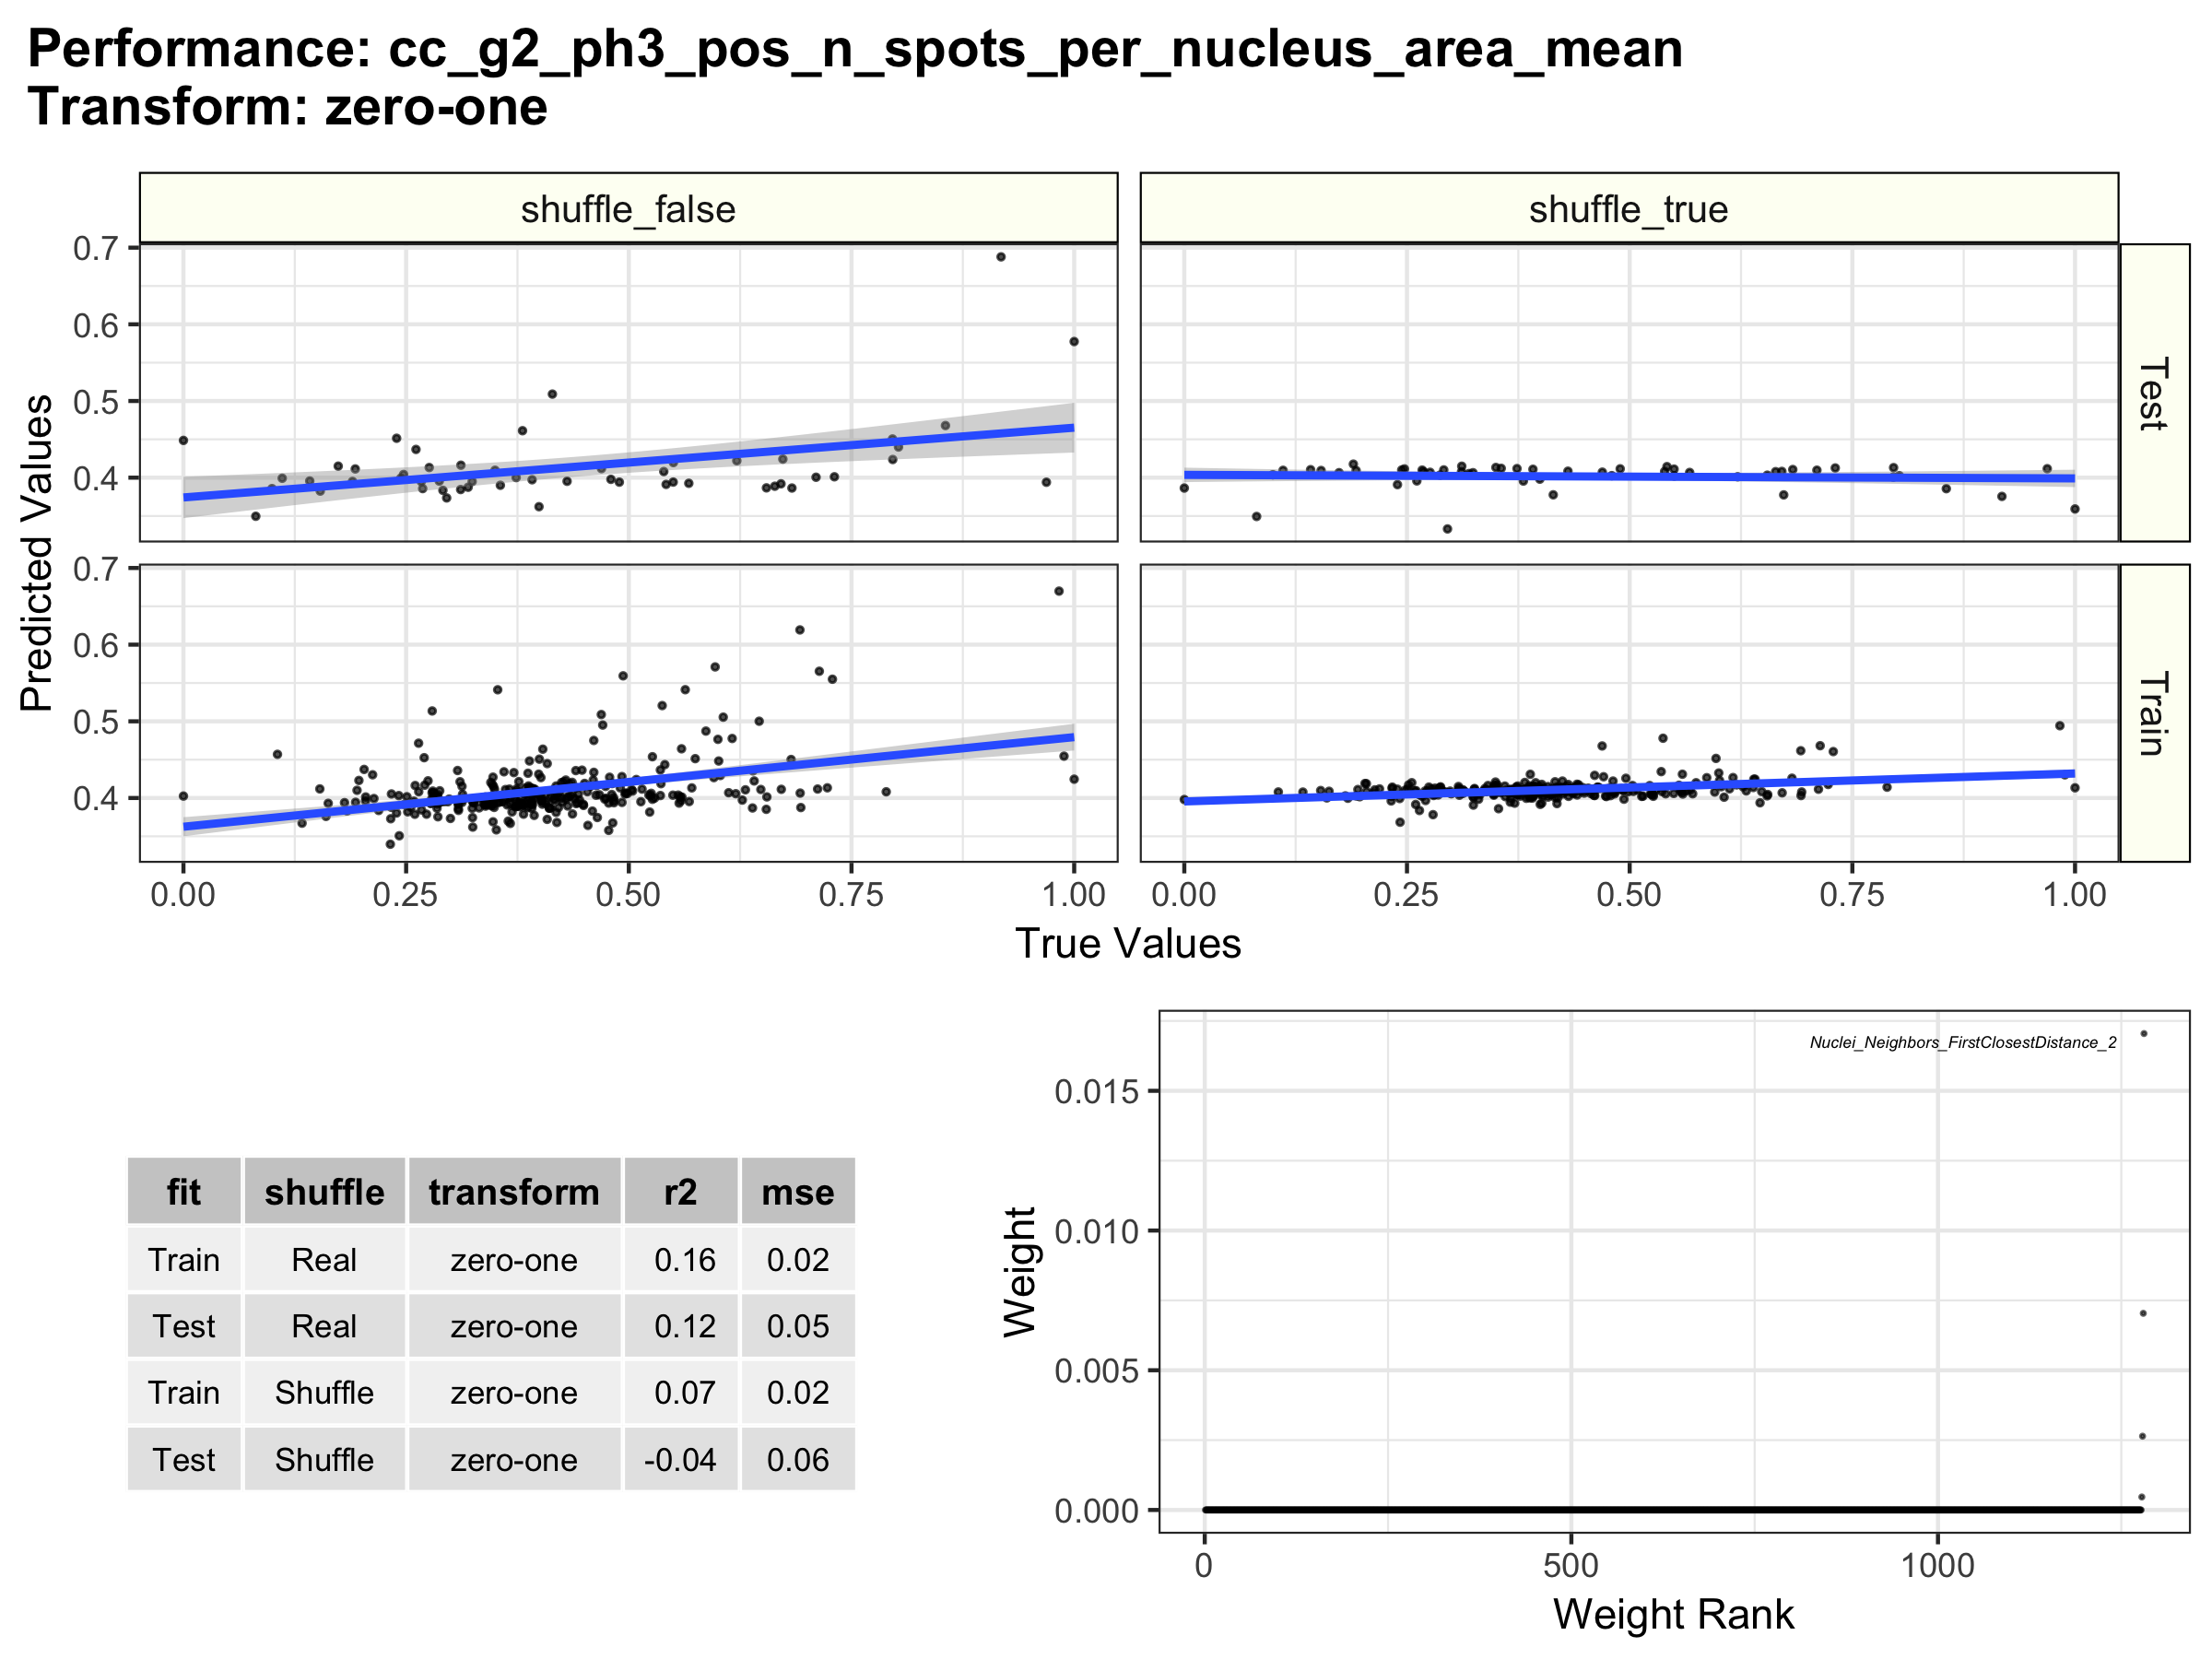 Performance: cc_g2_ph3_pos_n_spots_per_nucleus_area_mean
Transform: zero-one
shuffle_false
shuffle_true
0.7
0.6
0.5
0.4
Test
0.7
0.6
0.5
0.4
Train
Predicted Values
0.00
0.25
0.50
0.75
1.00
0.00
0.25
0.50
0.75
1.00
True Values
fit shuffle transform r2 mse
Train Real zero-one 0.16 0.02
Test Real zero-one 0.12 0.05
Train Shuffle zero-one 0.07 0.02
Test Shuffle zero-one -0.04 0.06
Nuclei_Neighbors_FirstClosestDistance_2
0.015
0.010
0.005
0.000
Weight
0
500
1000
Weight Rank